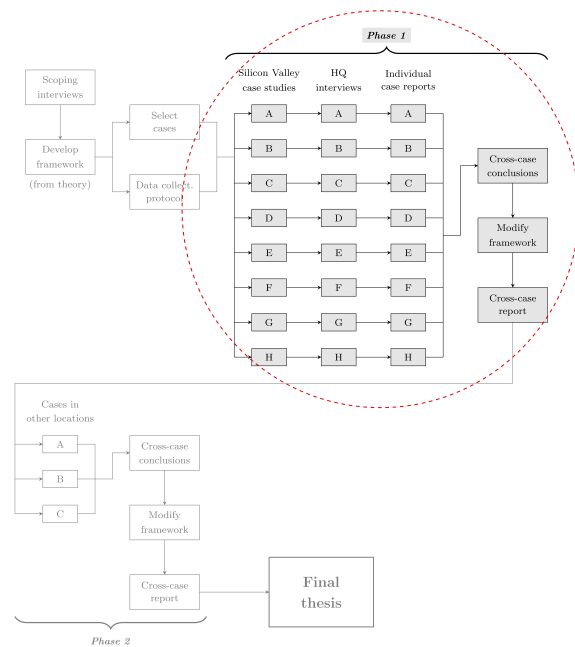 Phase 1
Scoping
interviews
Develop
framework
(from theory)
Select
cases
Data collect.
protocol
Silicon Valley
case studies
HQ
interviews
Individual
case reports
A A A
B B B
C C C
D D D
E E E
F F F
G G G
H H H
Cross-case
conclusions
Modify
framework
Cross-case
report
Cases in
other locations
A
B
C
Cross-case
conclusions
Modify
framework
Cross-case
report
Final
thesis
Phase 2